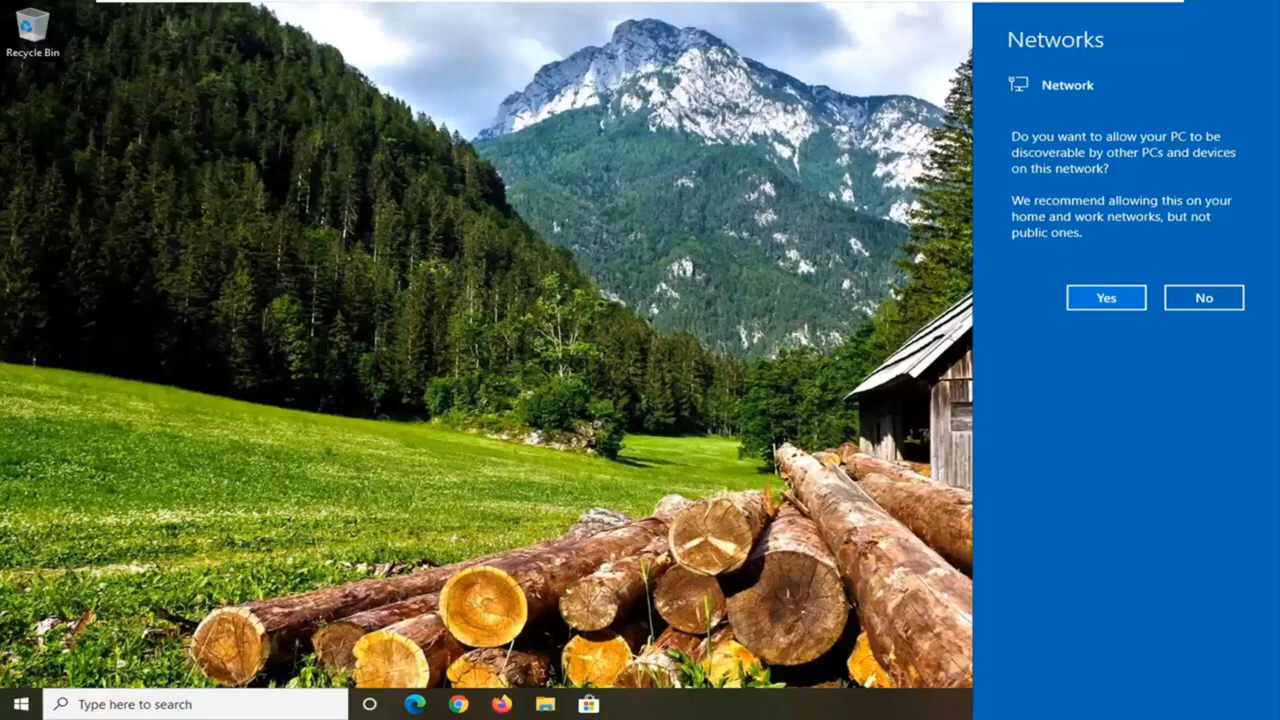 Recycle Bin
Networks
Network
Do you want to allow your PC to be
discoverable by other PCs and devices
on this network?
We recommend allowing this on your
home and work networks, but not
public ones.
Yes
No
Type here to search